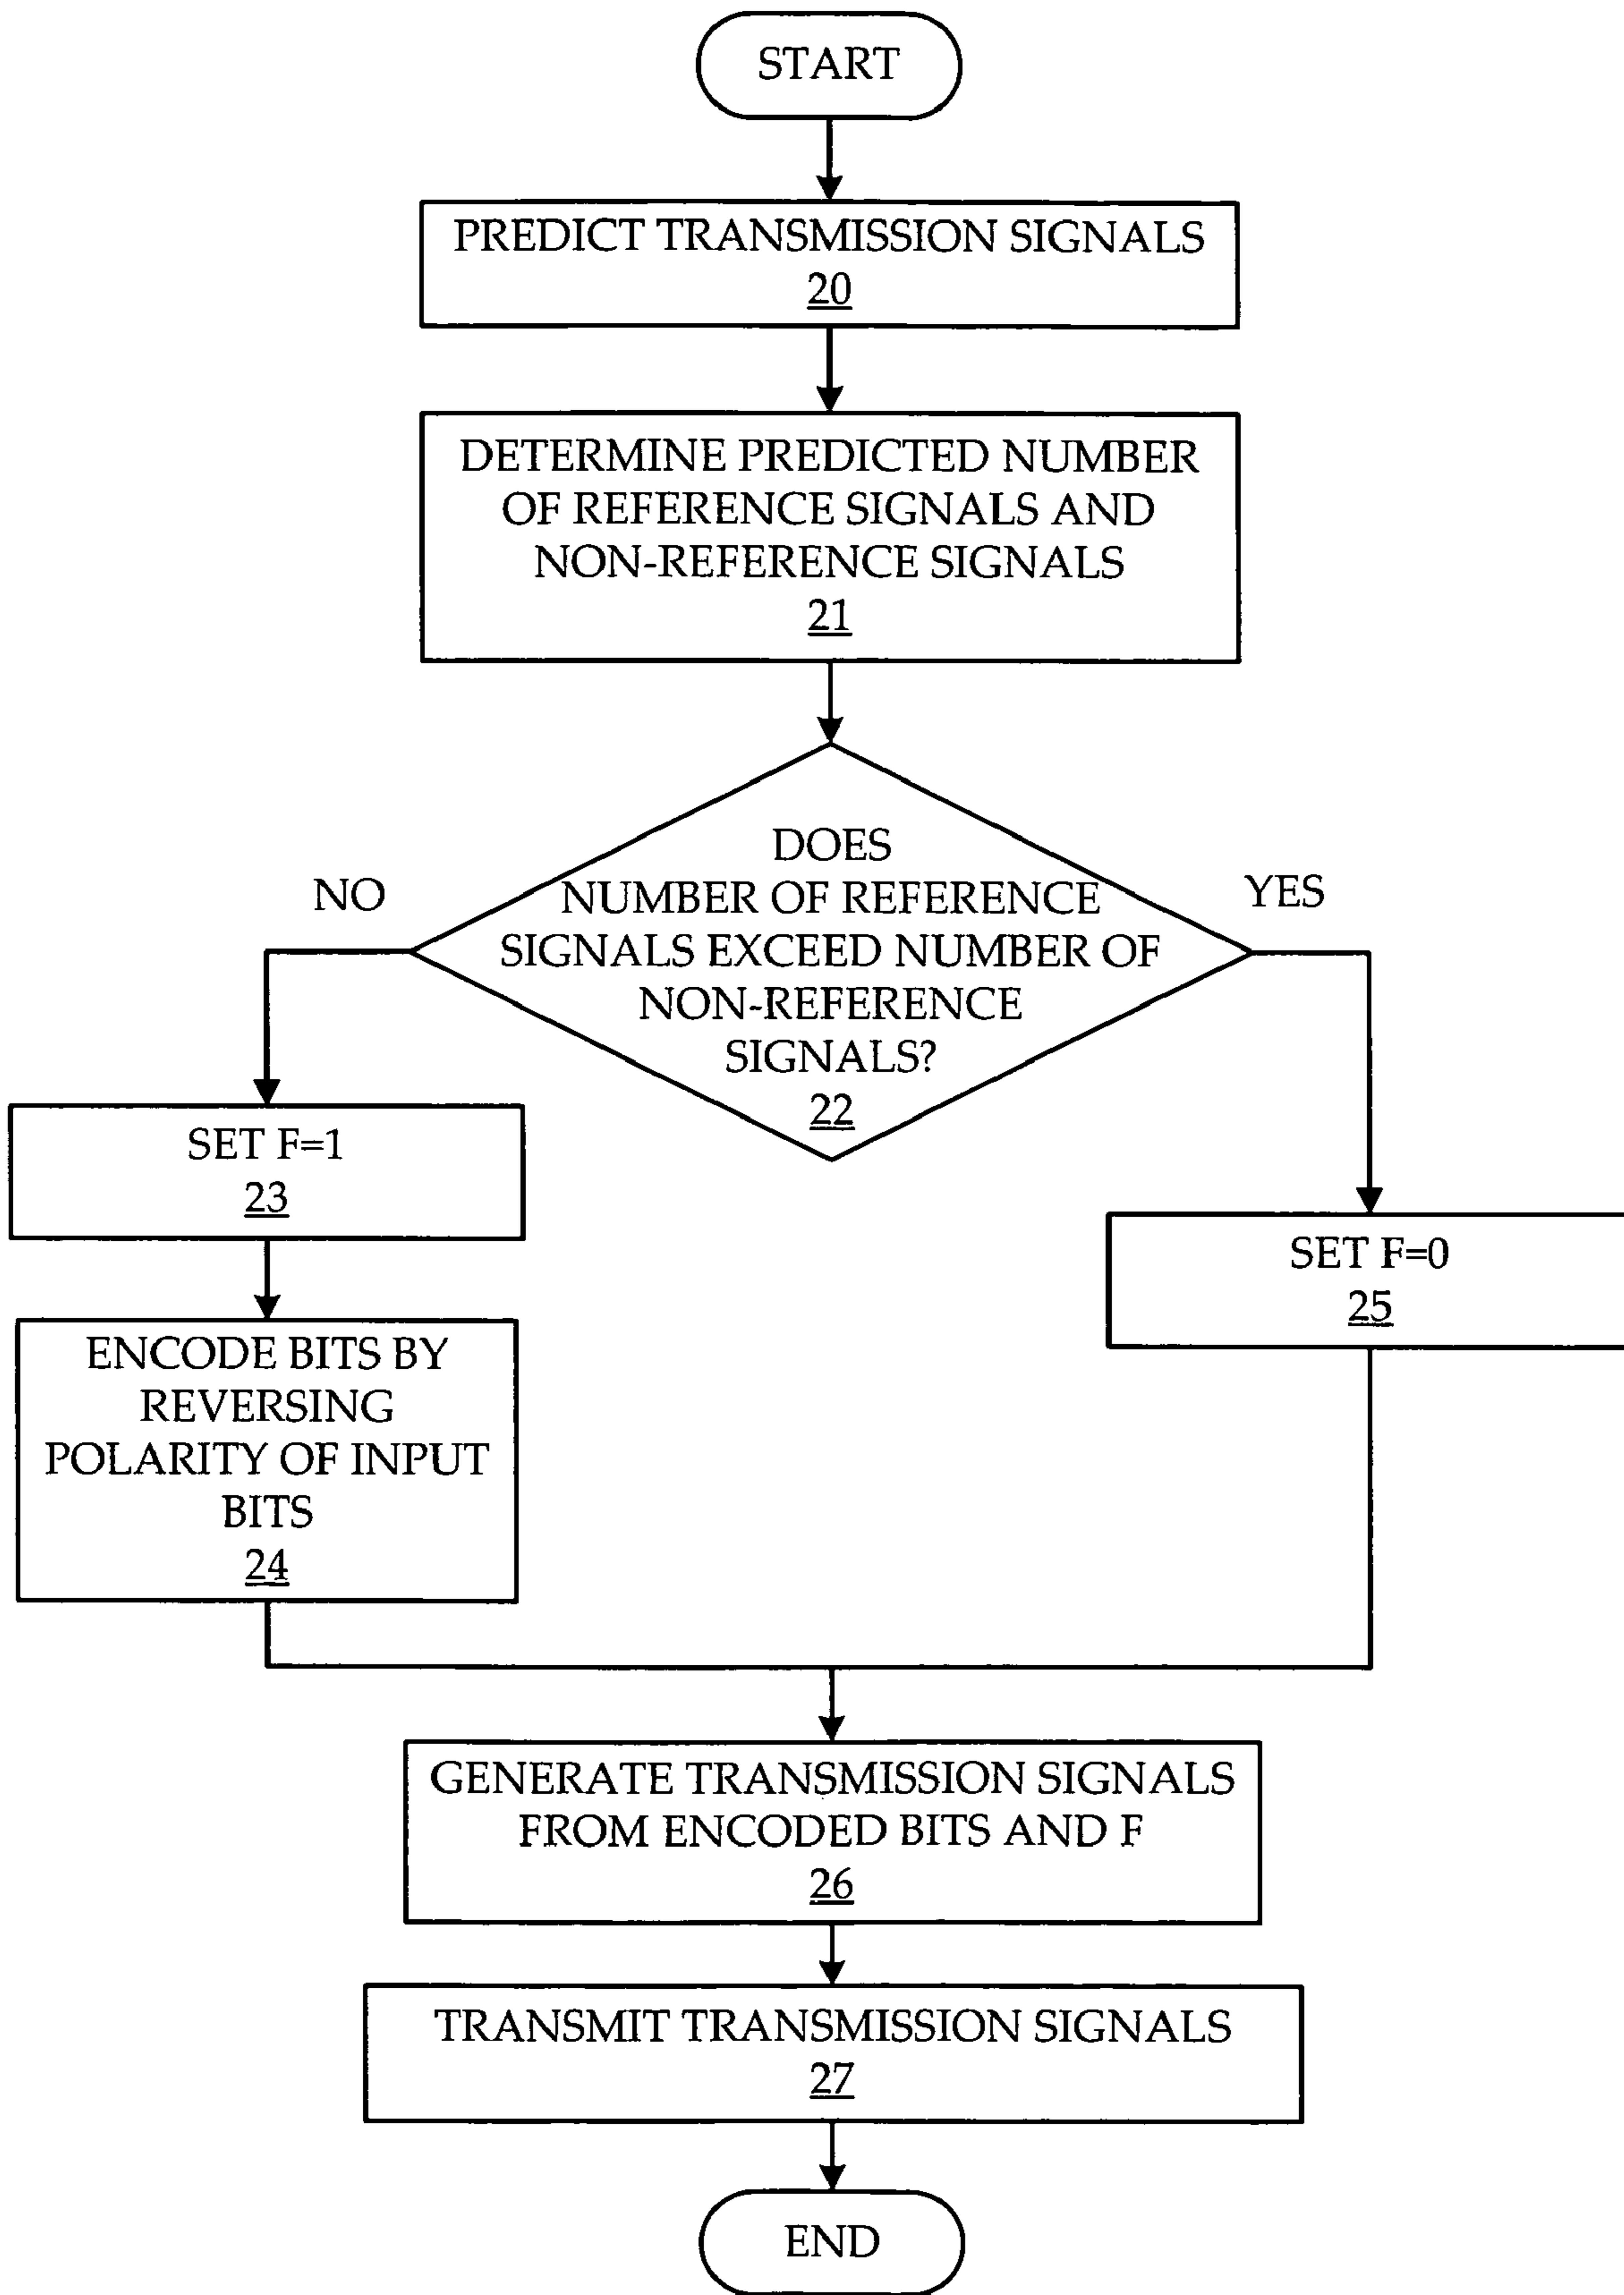 START
PREDICT TRANSMISSION SIGNALS
20
DETERMINE PREDICTED NUMBER
OF REFERENCE SIGNALS AND
NON-REFERENCE SIGNALS
21
DOES
NUMBER OF REFERENCE
SIGNALS EXCEED NUMBER OF
NON-REFERENCE
SIGNALS?
22
NO
YES
SET F=1
23
ENCODE BITS BY
REVERSING
POLARITY OF INPUT
BITS
24
SET F=0
25
GENERATE TRANSMISSION SIGNALS
FROM ENCODED BITS AND F
26
TRANSMIT TRANSMISSION SIGNALS
27
END